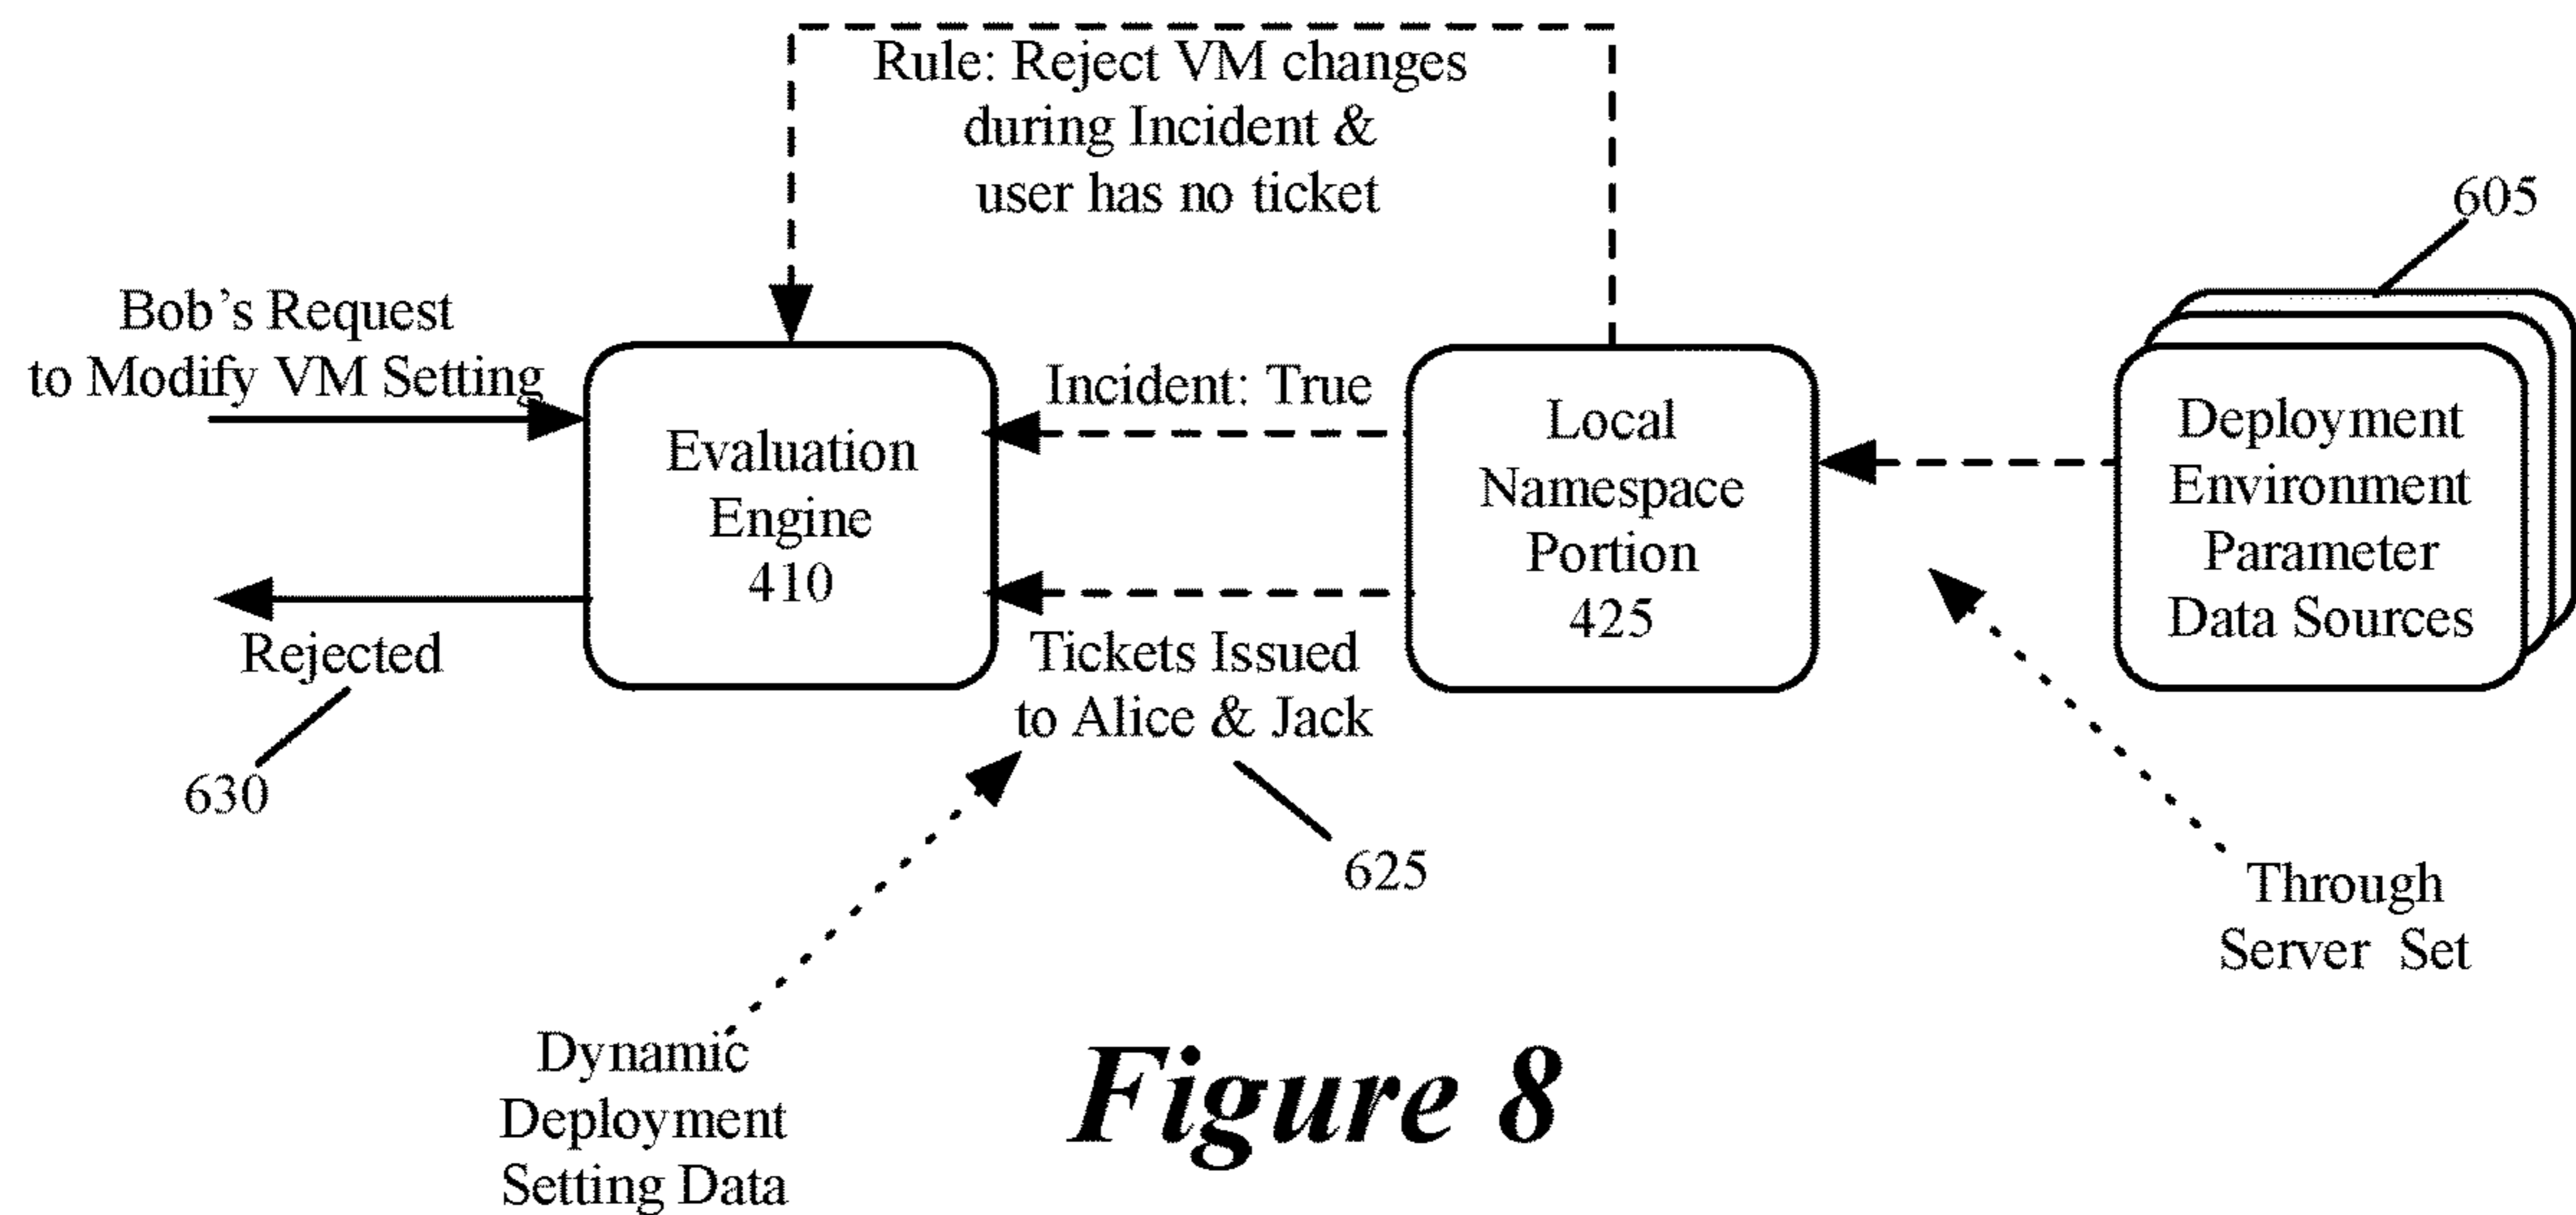 Rule: Reject VM changes
during Incident &
user has no ticket
605
Bob's Request
to Modify VM Setting
Incident: True
Evaluation
Engine
410
Local
Namespace
Portion
425
Deployment
Environment
Parameter
Data Sources
Rejected
630
Tickets Issued
to Alice & Jack
625
Through
Server Set
Dynamic
Deployment
Setting Data
Figure 8